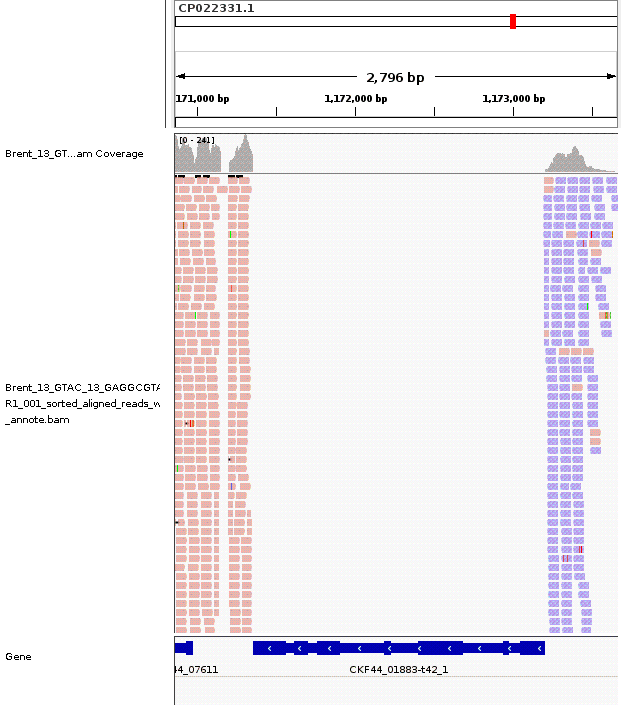 CP022331.1
2,796 bp
171,000 bp 1,172,000 bp 1,173,000 bp
[0 - 241]
Brent_13_GT...am Coverage
Brent_13_GTAC_13_GAGGCGTA
R1_001_sorted_aligned_reads_w
_annote.bam
Gene
44_07611 CKF44_01883-t42_1